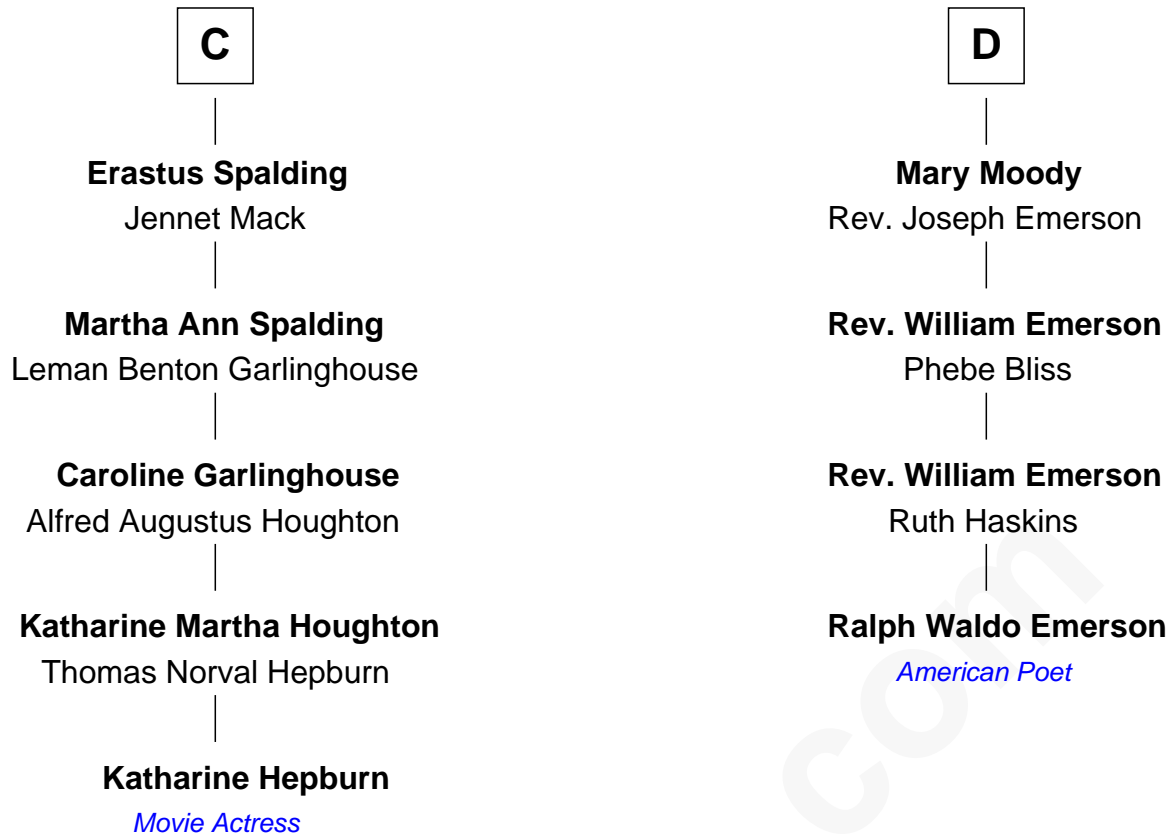 C
Erastus Spalding
Jennet Mack
Martha Ann Spalding
Leman Benton Garlinghouse
Caroline Garlinghouse
Alfred Augustus Houghton
Katharine Martha Houghton
Thomas Norval Hepburn
Katharine Hepburn
Movie Actress
D
Mary Moody
Rev. Joseph Emerson
Rev. William Emerson
Phebe Bliss
Rev. William Emerson
Ruth Haskins
Ralph Waldo Emerson
American Poet
com